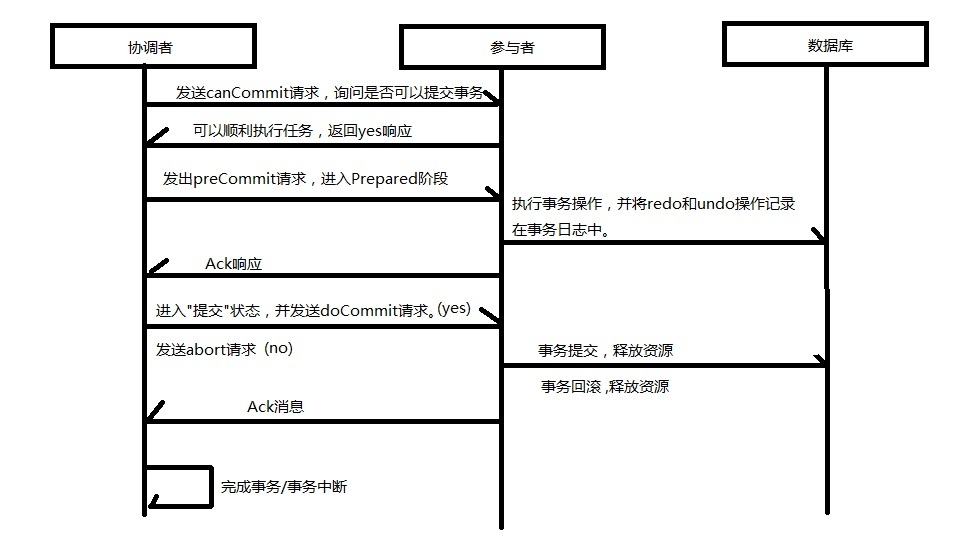 协调者
参与者
数据库
发送canCommit请求，询问是否可以提交事务
可以顺利执行任务，返回yes响应
发出preCommit请求，进入Prepared阶段
执行事务操作，并将redo和undo操作记录
在事务日志中。
Ack响应
进入"提交"状态，并发送doCommit请求。(yes)
发送abort请求 (no)
事务提交，释放资源
事务回滚 ,释放资源
Ack消息
完成事务/事务中断